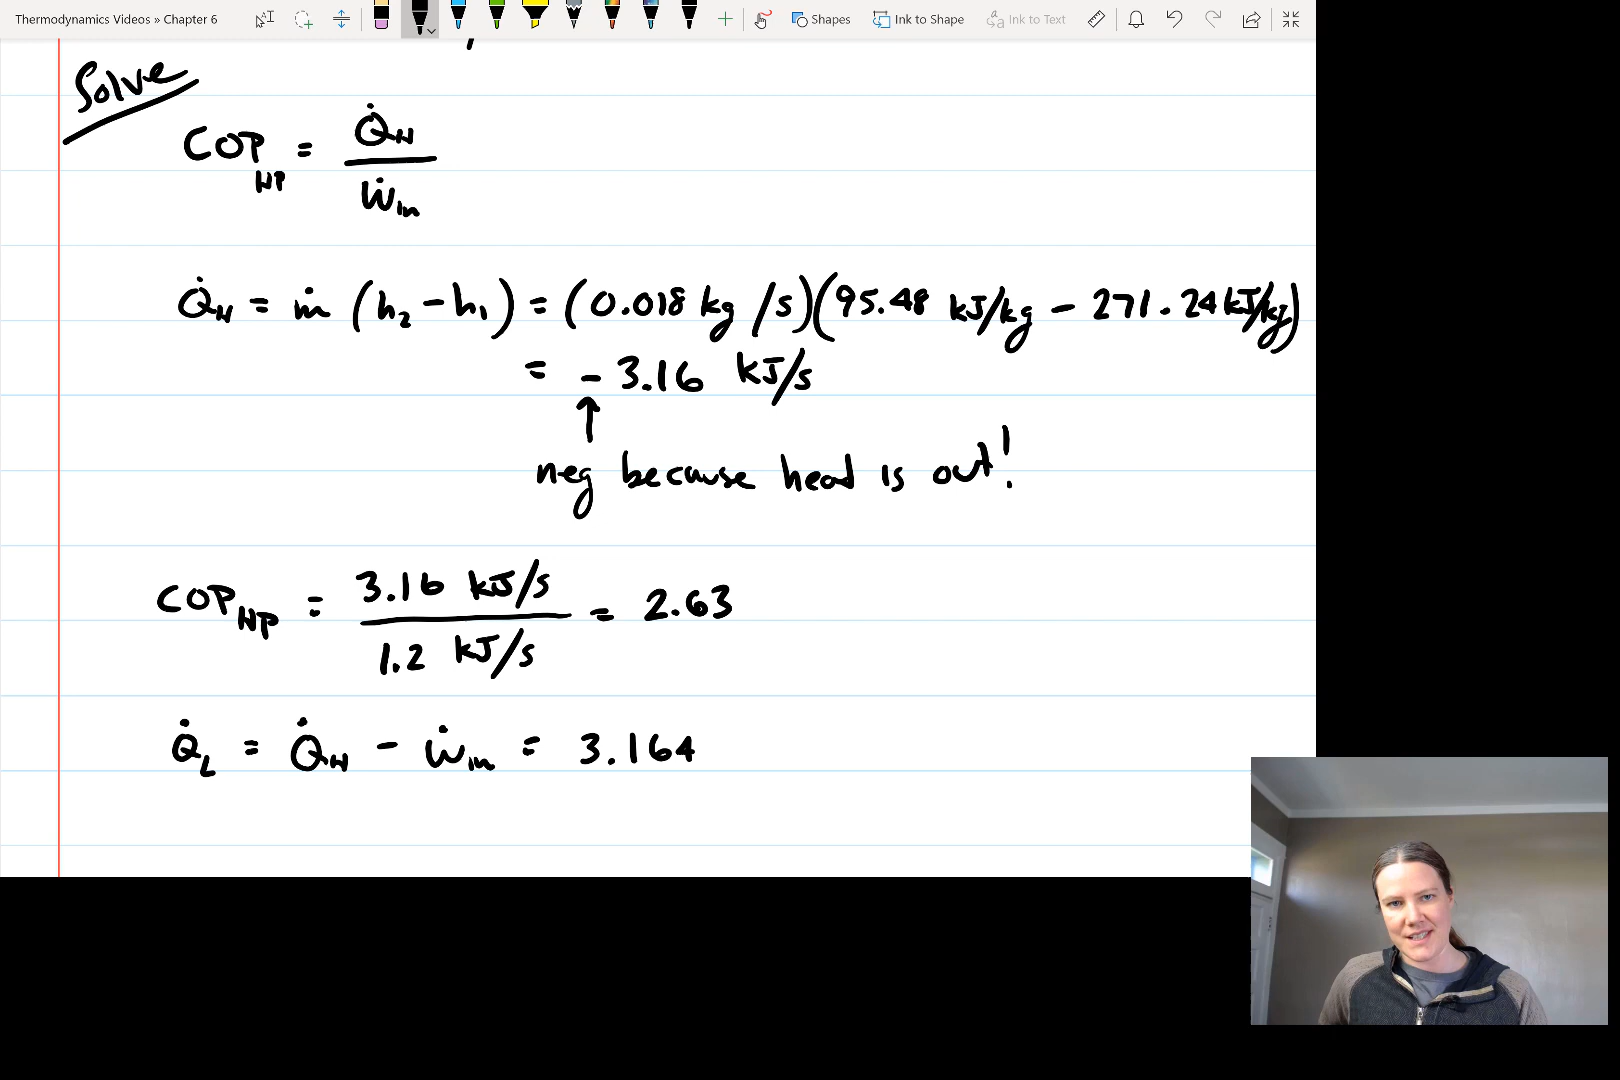 Thermodynamics Videos » Chapter 6
Shapes
Ink to Shape
Ink to Text
Solve
COP_HP = Q̇_H / Ẇ_in
Q̇_H = ṁ (h₂ - h₁) = (0.018 kg/s)(95.48 kJ/kg - 271.24 kJ/kg)
= - 3.16 kJ/s
↑
neg because head is out!
COP_HP = 3.16 kJ/s / 1.2 kJ/s = 2.63
Q̇_L = Q̇_H - Ẇ_in = 3.164